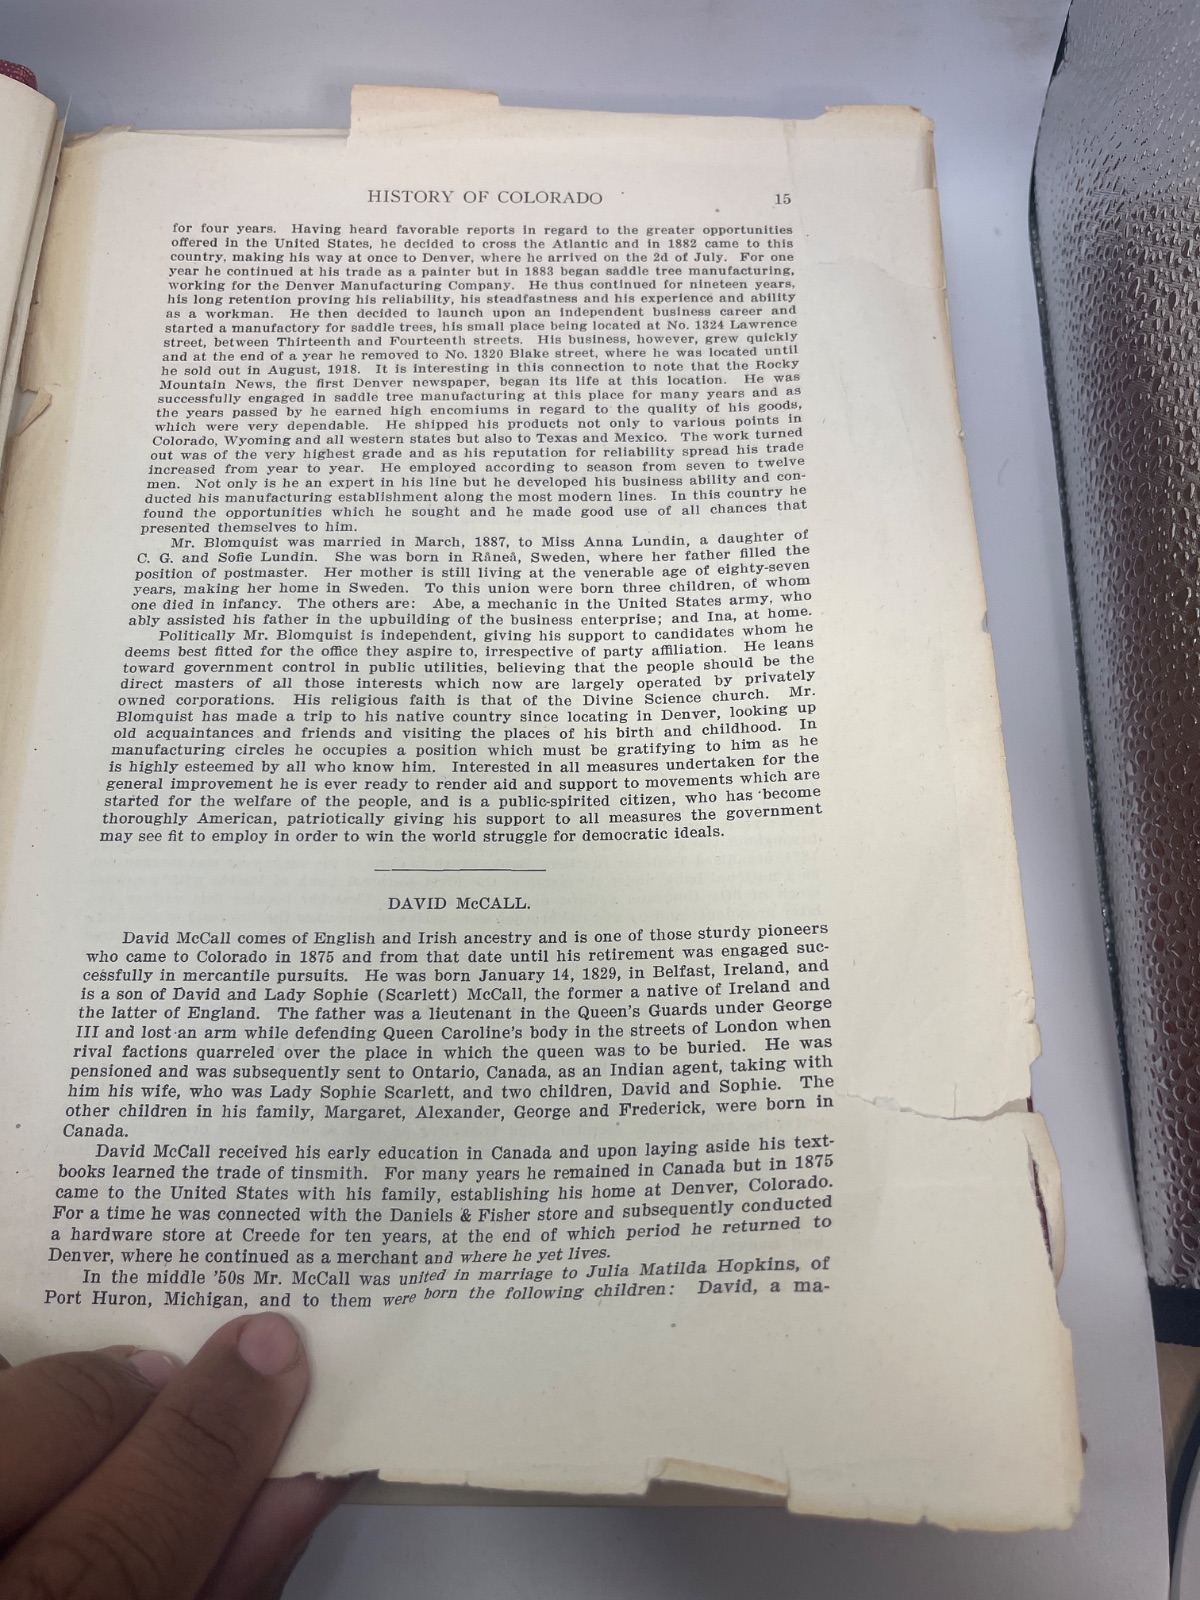 HISTORY OF COLORADO 15
for four years. Having heard favorable reports in regard to the greater opportunities
offered in the United States, he decided to cross the Atlantic and in 1882 came to this
country, making his way at once to Denver, where he arrived on the 2d of July. For one
year he continued at his trade as a painter but in 1883 began saddle tree manufacturing,
working for the Denver Manufacturing Company. He thus continued for nineteen years,
his long retention proving his reliability, his steadfastness and his experience and ability
as a workman. He then decided to launch upon an independent business career and
started a manufactory for saddle trees, his small place being located at No. 1324 Lawrence
street, between Thirteenth and Fourteenth streets. His business, however, grew quickly
and at the end of a year he removed to No. 1320 Blake street, where he was located until
he sold out in August, 1918. It is interesting in this connection to note that the Rocky
Mountain News, the first Denver newspaper, began its life at this location. He was
successfully engaged in saddle tree manufacturing at this place for many years and as
the years passed by he earned high encomiums in regard to the quality of his goods,
which were very dependable. He shipped his products not only to various points in
Colorado, Wyoming and all western states but also to Texas and Mexico. The work turned
out was of the very highest grade and as his reputation for reliability spread his trade
increased from year to year. He employed according to season from seven to twelve
men. Not only is he an expert in his line but he developed his business ability and con-
ducted his manufacturing establishment along the most modern lines. In this country he
found the opportunities which he sought and he made good use of all chances that
presented themselves to him.
Mr. Blomquist was married in March, 1887, to Miss Anna Lundin, a daughter of
C. G. and Sofie Lundin. She was born in Råneå, Sweden, where her father filled the
position of postmaster. Her mother is still living at the venerable age of eighty-seven
years, making her home in Sweden. To this union were born three children, of whom
one died in infancy. The others are: Abe, a mechanic in the United States army, who
ably assisted his father in the upbuilding of the business enterprise; and Ina, at home.
Politically Mr. Blomquist is independent, giving his support to candidates whom he
deems best fitted for the office they aspire to, irrespective of party affiliation. He leans
toward government control in public utilities, believing that the people should be the
direct masters of all those interests which now are largely operated by privately
owned corporations. His religious faith is that of the Divine Science church. Mr.
Blomquist has made a trip to his native country since locating in Denver, looking up
old acquaintances and friends and visiting the places of his birth and childhood. In
manufacturing circles he occupies a position which must be gratifying to him as he
is highly esteemed by all who know him. Interested in all measures undertaken for the
general improvement he is ever ready to render aid and support to movements which are
started for the welfare of the people, and is a public-spirited citizen, who has become
thoroughly American, patriotically giving his support to all measures the government
may see fit to employ in order to win the world struggle for democratic ideals.
DAVID McCALL.
David McCall comes of English and Irish ancestry and is one of those sturdy pioneers
who came to Colorado in 1875 and from that date until his retirement was engaged suc-
cessfully in mercantile pursuits. He was born January 14, 1829, in Belfast, Ireland, and
is a son of David and Lady Sophie (Scarlett) McCall, the former a native of Ireland and
the latter of England. The father was a lieutenant in the Queen's Guards under George
III and lost an arm while defending Queen Caroline's body in the streets of London when
rival factions quarreled over the place in which the queen was to be buried. He was
pensioned and was subsequently sent to Ontario, Canada, as an Indian agent, taking with
him his wife, who was Lady Sophie Scarlett, and two children, David and Sophie. The
other children in his family, Margaret, Alexander, George and Frederick, were born in
Canada.
David McCall received his early education in Canada and upon laying aside his text-
books learned the trade of tinsmith. For many years he remained in Canada but in 1875
came to the United States with his family, establishing his home at Denver, Colorado.
For a time he was connected with the Daniels & Fisher store and subsequently conducted
a hardware store at Creede for ten years, at the end of which period he returned to
Denver, where he continued as a merchant and where he yet lives.
In the middle '50s Mr. McCall was united in marriage to Julia Matilda Hopkins, of
Port Huron, Michigan, and to them were born the following children: David, a ma-